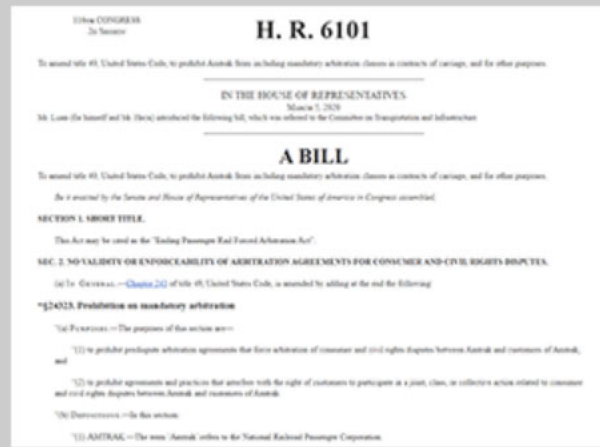 116TH CONGRESS
2D SESSION
H. R. 6101
To amend title 49, United States Code, to prohibit Amtrak from including mandatory arbitration clauses in contracts of carriage, and for other purposes.
IN THE HOUSE OF REPRESENTATIVES
MARCH 5, 2020
(for himself and Mr. ) introduced the following bill; which was referred to the Committee on Transportation and Infrastructure
A BILL
To amend title 49, United States Code, to prohibit Amtrak from including mandatory arbitration clauses in contracts of carriage, and for other purposes.
Be it enacted by the Senate and House of Representatives of the United States of America in Congress assembled,
SECTION 1. SHORT TITLE.
This Act may be cited as the "Ending Passenger Rail Forced Arbitration Act".
SEC. 2. NO VALIDITY OR ENFORCEABILITY OF ARBITRATION AGREEMENTS FOR CONSUMER AND CIVIL RIGHTS DISPUTES.
(a) IN GENERAL.—Chapter 243 of title 49, United States Code, is amended by adding at the end the following:
"§24323. Prohibition on mandatory arbitration
"(a) PURPOSES.—The purposes of this section are—
"(1) to prohibit predispute arbitration agreements that force arbitration of consumer and civil rights disputes between Amtrak and customers of Amtrak;
and
"(2) to prohibit agreements and practices that interfere with the right of customers to participate in a joint, class, or collective action related to consumer
and civil rights disputes between Amtrak and customers of Amtrak.
"(b) DEFINITIONS.—In this section:
"(1) AMTRAK.—The term 'Amtrak' refers to the National Railroad Passenger Corporation.